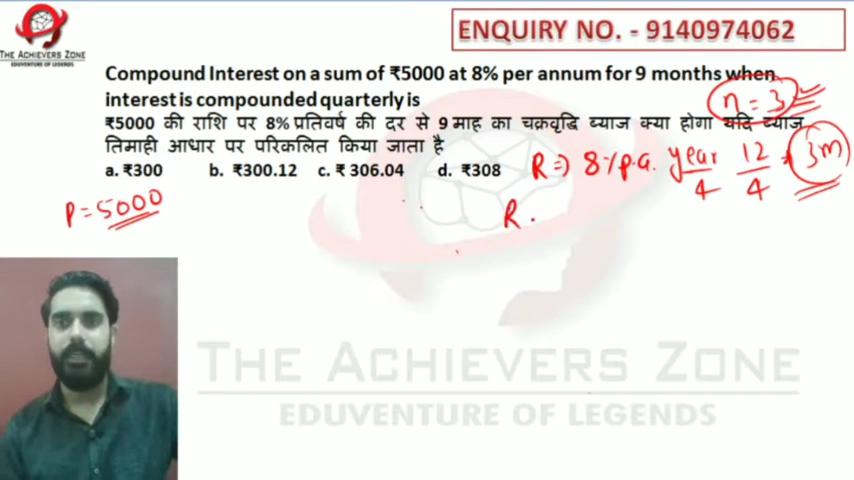 THE ACHIEVERS ZONE
EDUVENTURE OF LEGENDS
ENQUIRY NO. - 9140974062
Compound Interest on a sum of ₹5000 at 8% per annum for 9 months when
interest is compounded quarterly is
n = 3
₹5000 की राशि पर 8% प्रतिवर्ष की दर से 9 माह का चक्रवृद्धि ब्याज क्या होगा यदि ब्याज
तिमाही आधार पर परिकलित किया जाता है
a. ₹300 b. ₹300.12 c. ₹ 306.04 d. ₹308
R ⇒ 8% p.a. year/4 12/4 3m
P = 5000
R
THE ACHIEVERS ZONE
EDUVENTURE OF LEGENDS